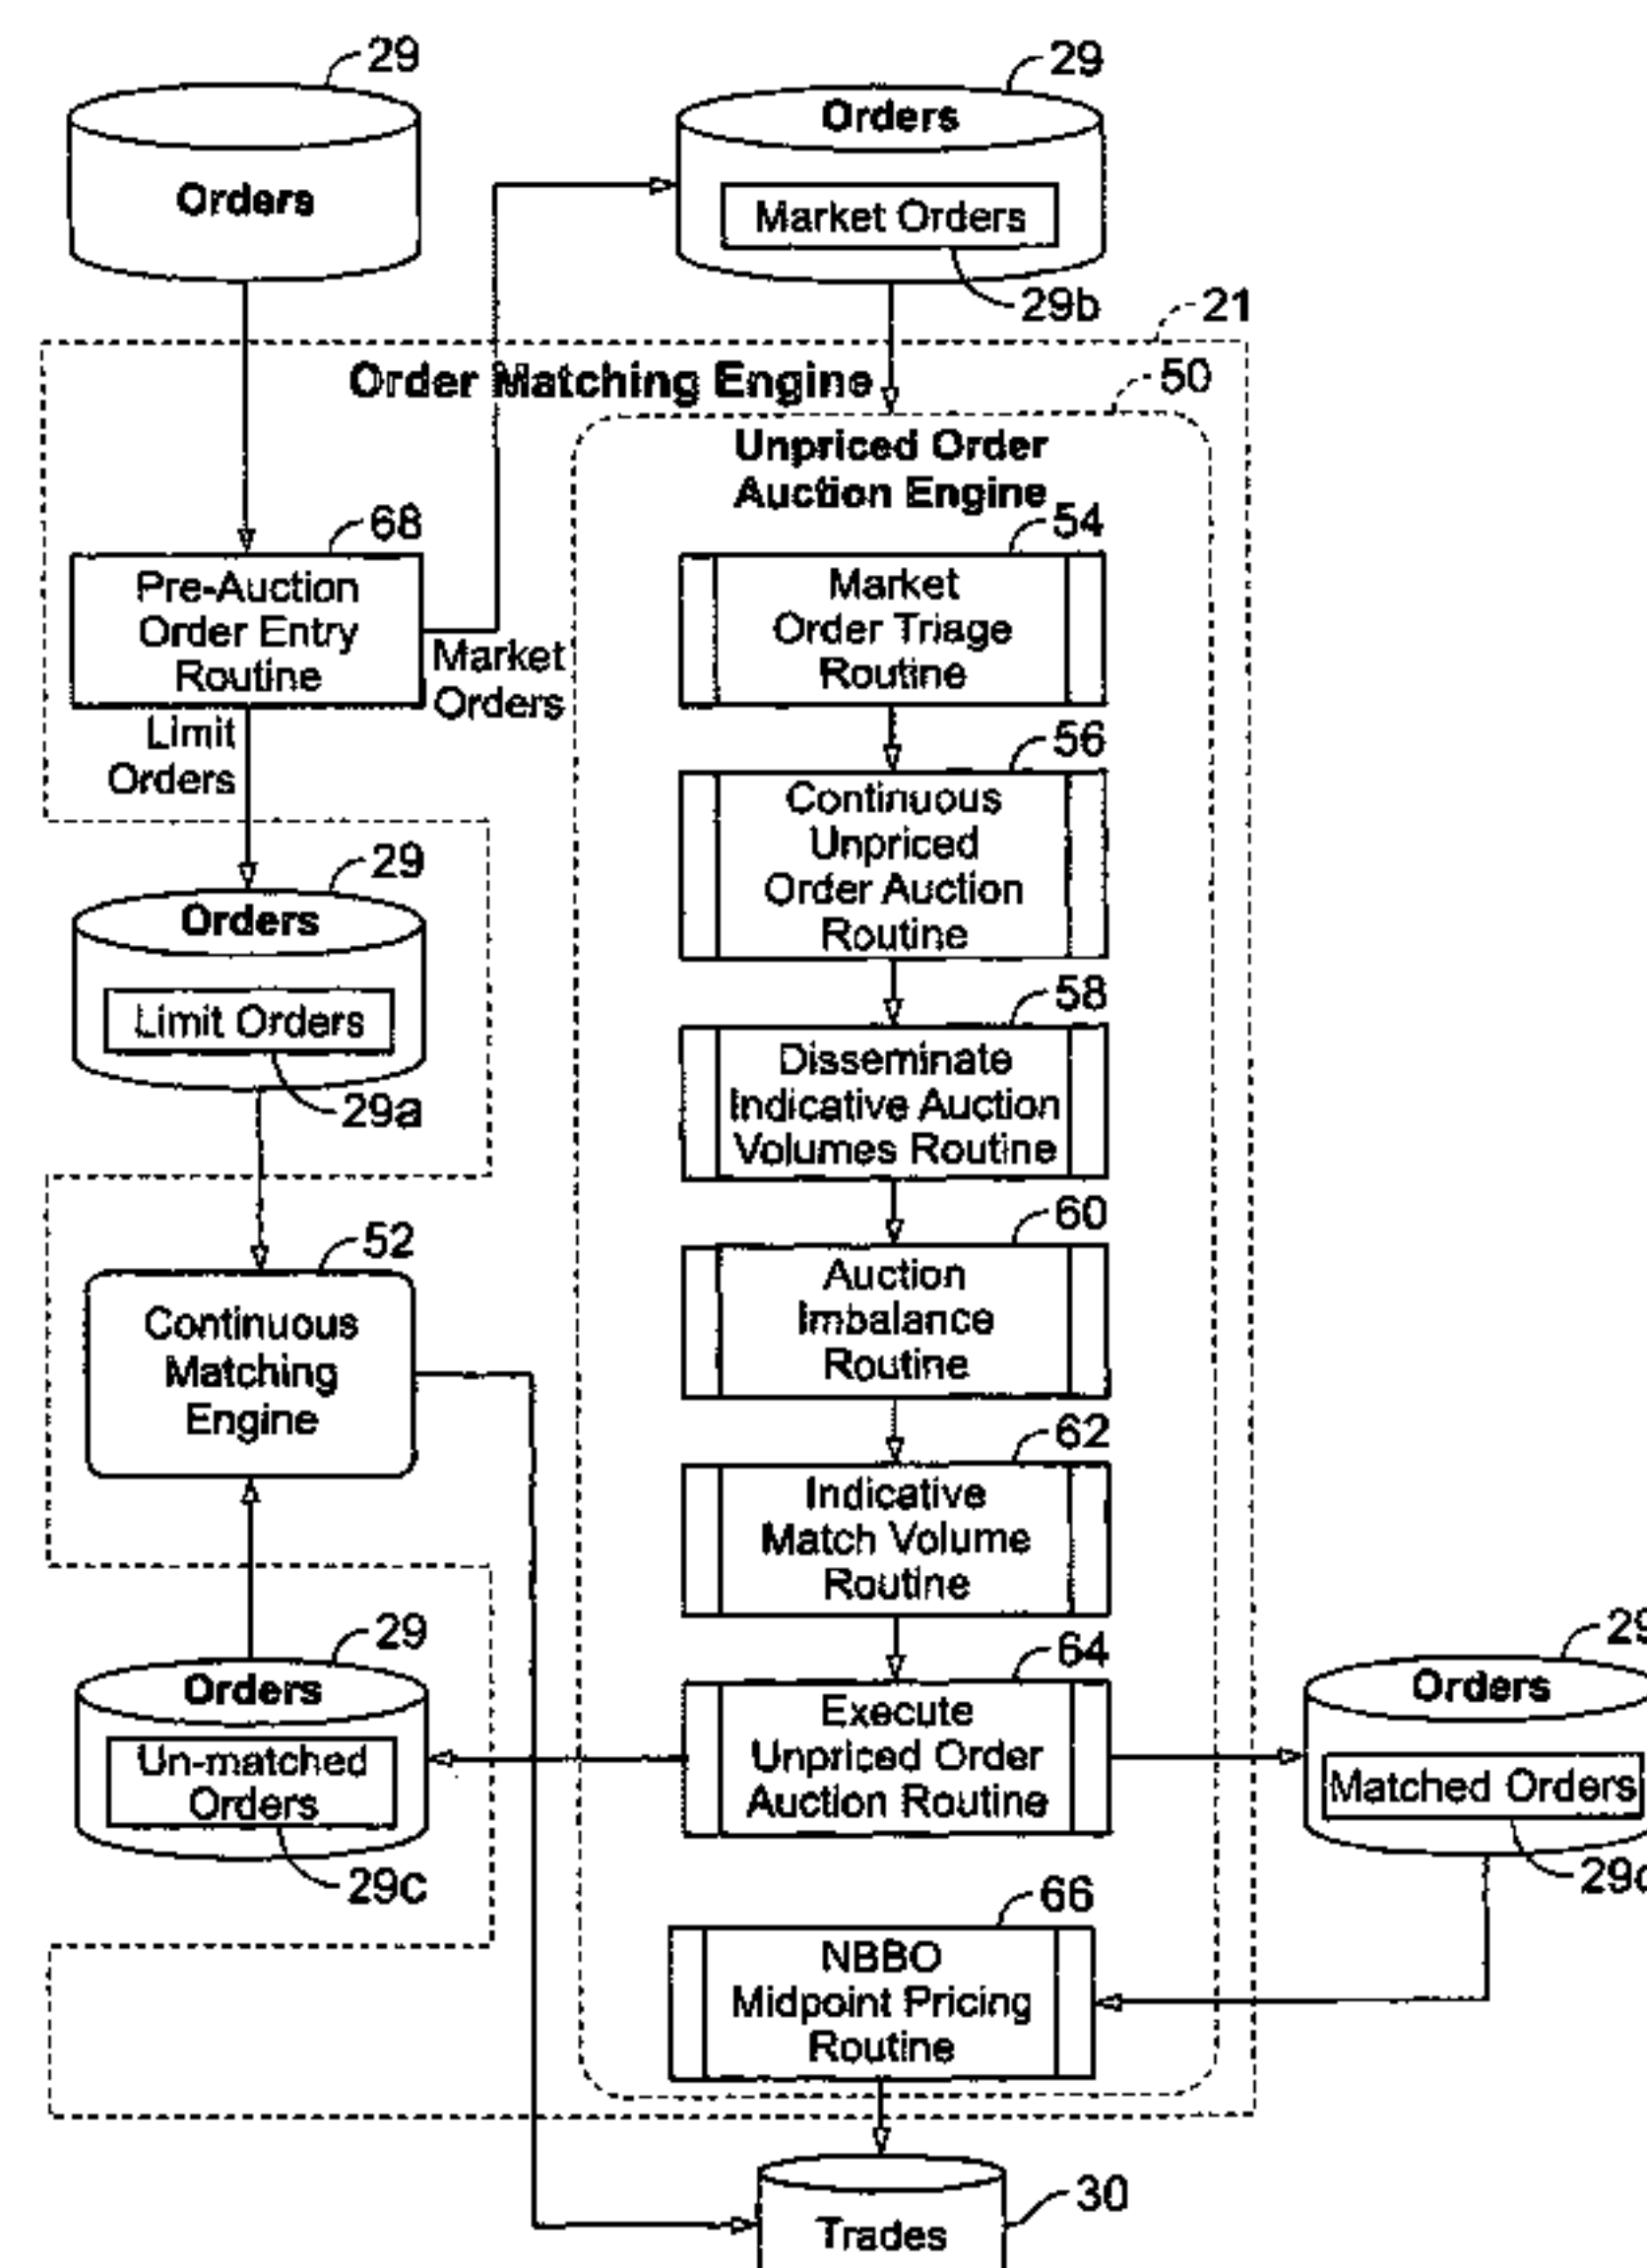 29
Orders
29
Orders
Market Orders
29b
21
Order Matching Engine
50
Unpriced Order
Auction Engine
68
Pre-Auction
Order Entry
Routine
Market
Orders
Limit
Orders
54
Market
Order Triage
Routine
56
Continuous
Unpriced
Order Auction
Routine
29
Orders
Limit Orders
29a
58
Disseminate
Indicative Auction
Volumes Routine
52
Continuous
Matching
Engine
60
Auction
Imbalance
Routine
62
Indicative
Match Volume
Routine
29
Orders
Un-matched
Orders
29c
64
Execute
Unpriced Order
Auction Routine
29
Orders
Matched Orders
66
NBBO
Midpoint Pricing
Routine
30
Trades